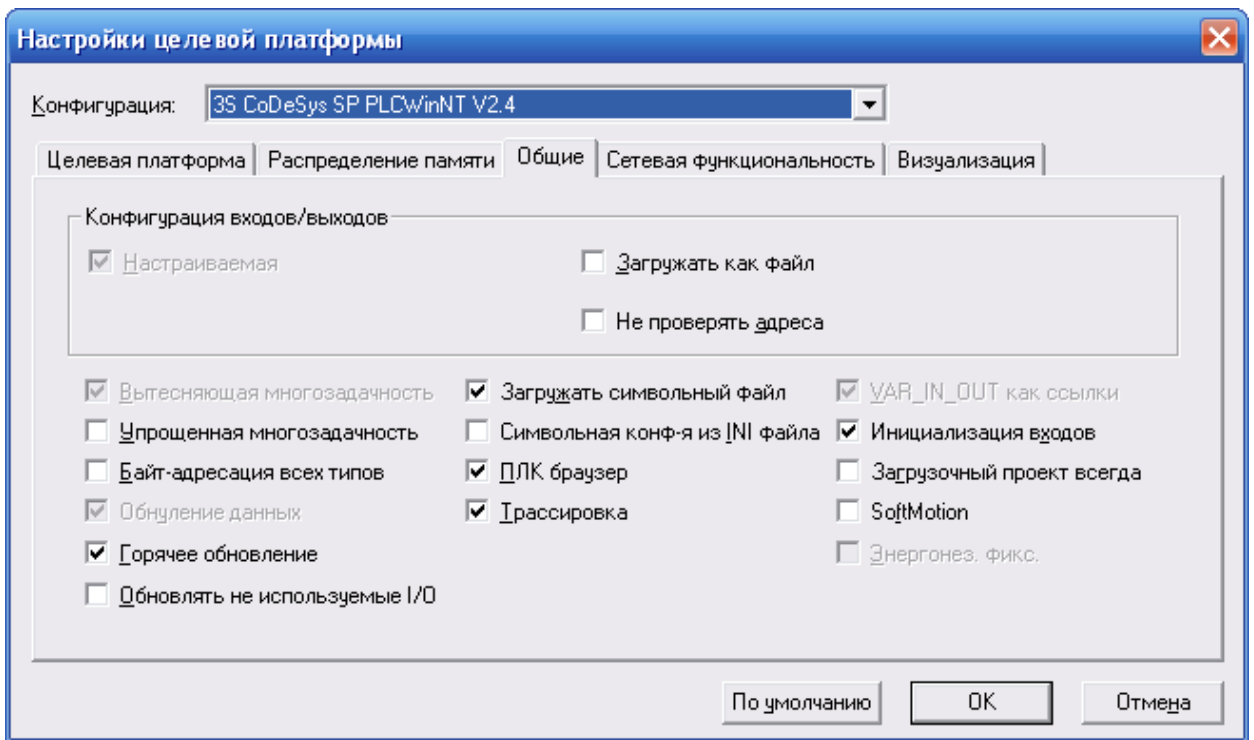 Настройки целевой платформы
Конфигурация: 3S CoDeSys SP PLCWinNT V2.4
Целевая платформа Распределение памяти Общие Сетевая функциональность Визуализация
Конфигурация входов/выходов
Настраиваемая Загружать как файл
Не проверять адреса
Вытесняющая многозадачность Загружать символьный файл VAR_IN_OUT как ссылки
Упрощенная многозадачность Символьная конф-я из INI файла Инициализация входов
Байт-адресация всех типов ПЛК браузер Загрузочный проект всегда
Обнуление данных Трассировка SoftMotion
Горячее обновление Энергонез. фикс.
Обновлять не используемые I/O
По умолчанию OK Отмена